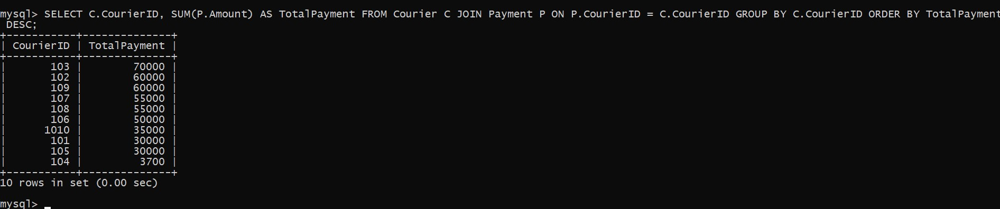 mysql> SELECT C.CourierID, SUM(P.Amount) AS TotalPayment FROM Courier C JOIN Payment P ON P.CourierID = C.CourierID GROUP BY C.CourierID ORDER BY TotalPayment
 DESC;
+-----------+--------------+
| CourierID | TotalPayment |
+-----------+--------------+
|       103 |        70000 |
|       102 |        60000 |
|       109 |        60000 |
|       107 |        55000 |
|       108 |        55000 |
|       106 |        50000 |
|      1010 |        35000 |
|       101 |        30000 |
|       105 |        30000 |
|       104 |         3700 |
+-----------+--------------+
10 rows in set (0.00 sec)

mysql>